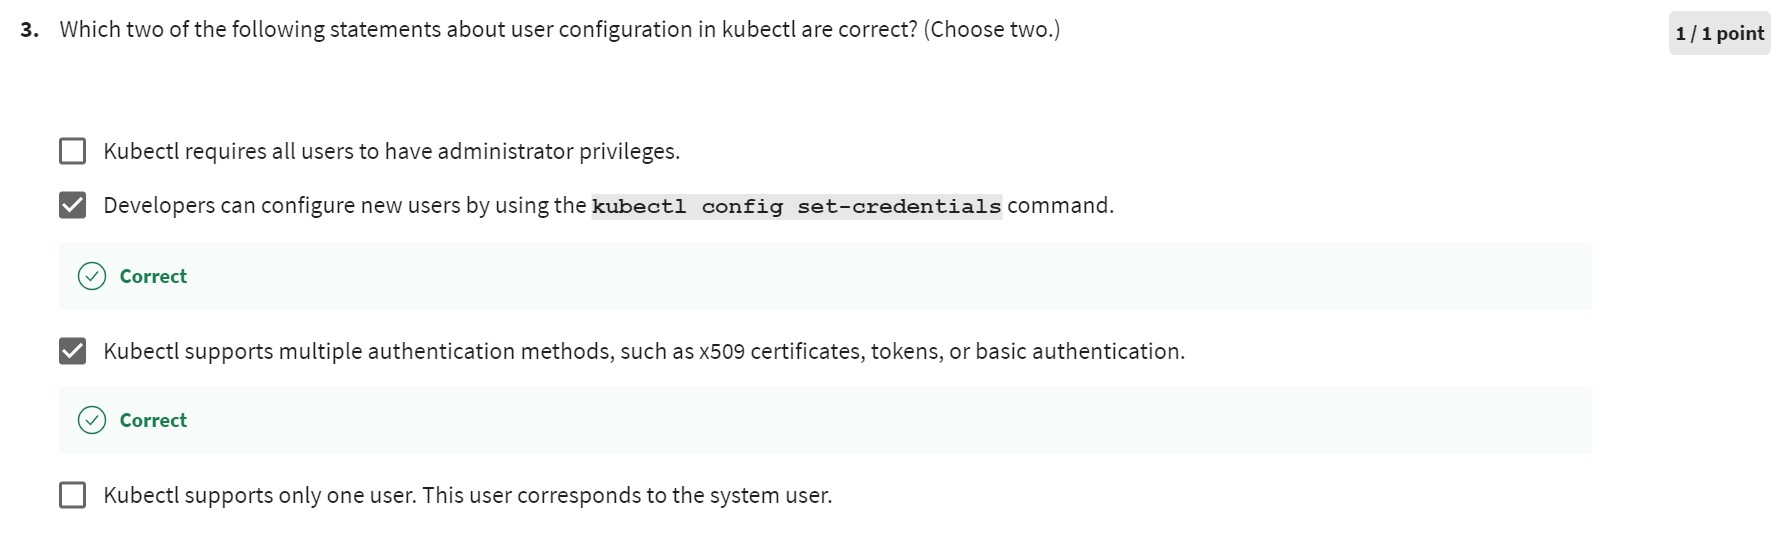 3. Which two of the following statements about user configuration in kubectl are correct? (Choose two.)
1 / 1 point
Kubectl requires all users to have administrator privileges.
Developers can configure new users by using the kubectl config set-credentials command.
Correct
Kubectl supports multiple authentication methods, such as x509 certificates, tokens, or basic authentication.
Correct
Kubectl supports only one user. This user corresponds to the system user.